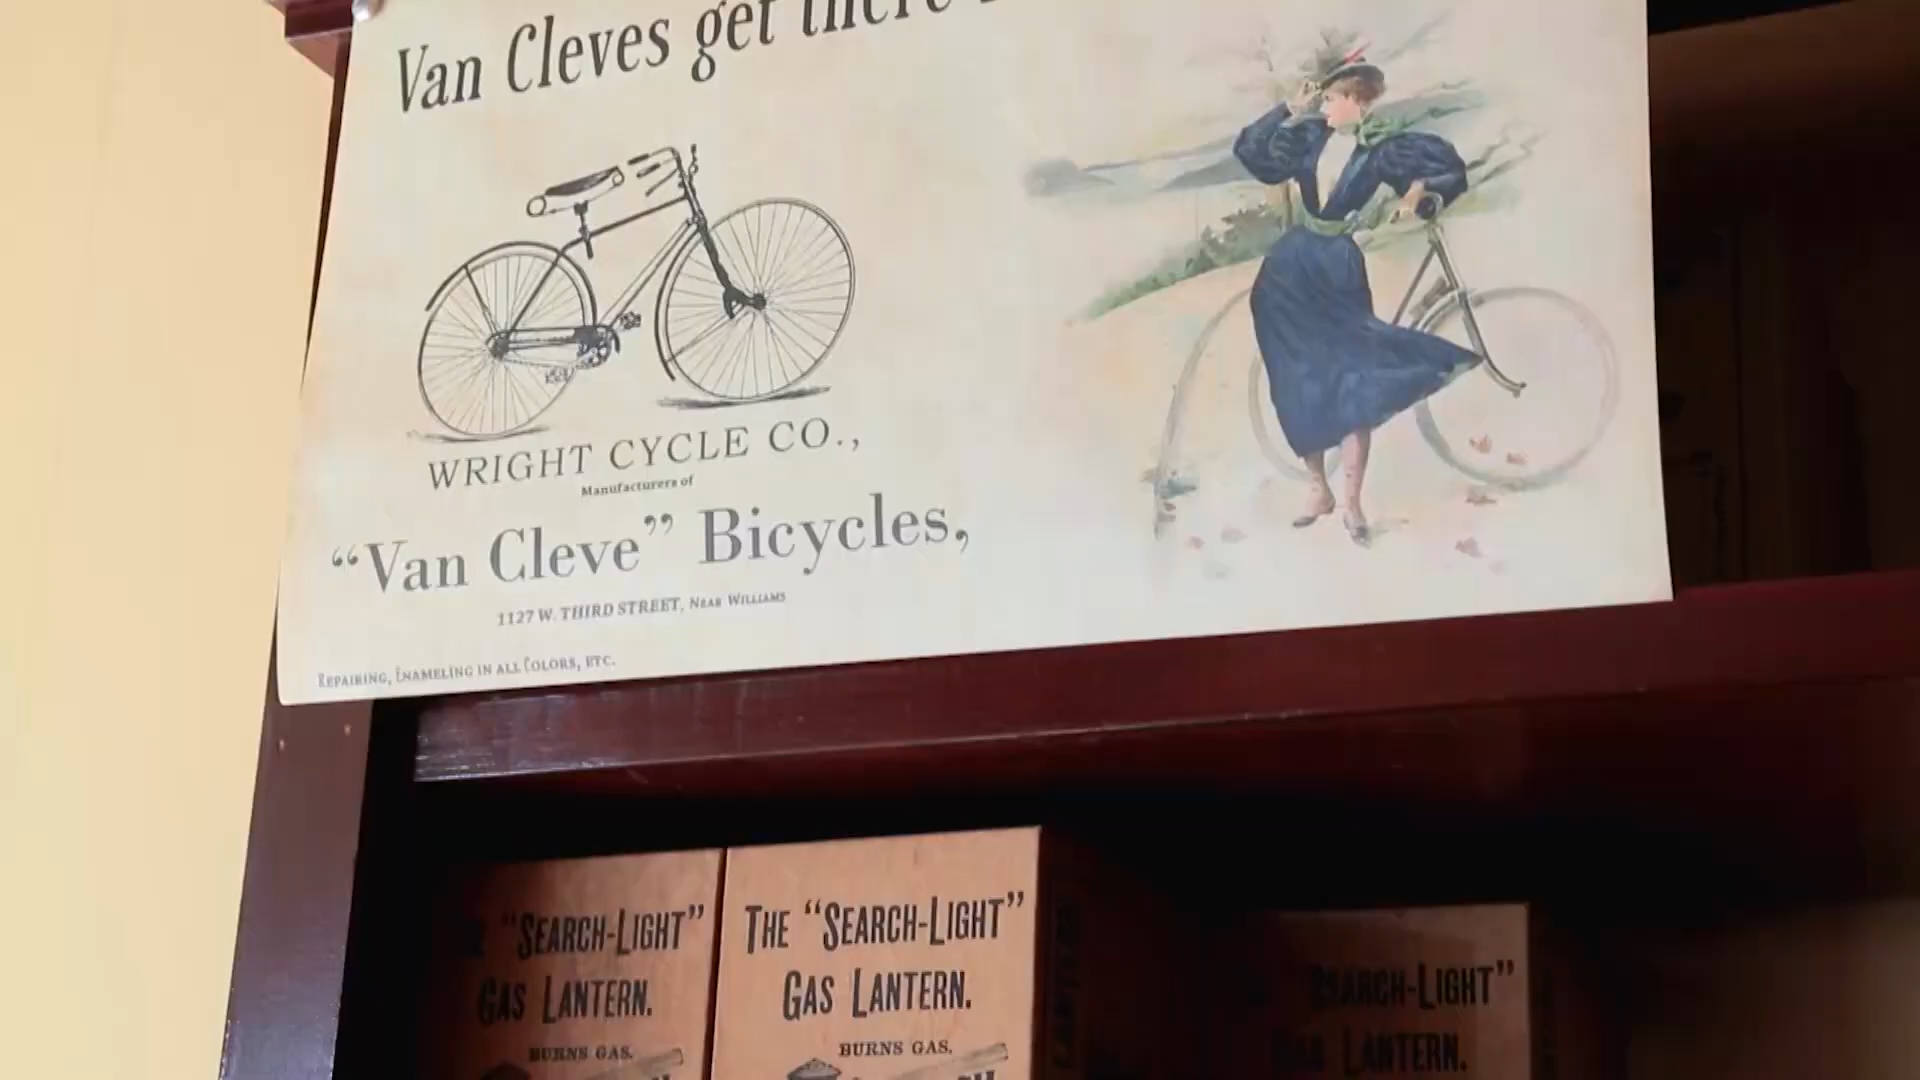 Van Cleves get there
WRIGHT CYCLE CO.,
Manufacturers of
“Van Cleve” Bicycles,
1127 W. THIRD STREET, NEAR WILLIAMS
REPAIRING, ENAMELING IN ALL COLORS, ETC.
“SEARCH-LIGHT”
GAS LANTERN.
BURNS GAS.
THE “SEARCH-LIGHT”
GAS LANTERN.
BURNS GAS.
SEARCH-LIGHT”
LANTERN.